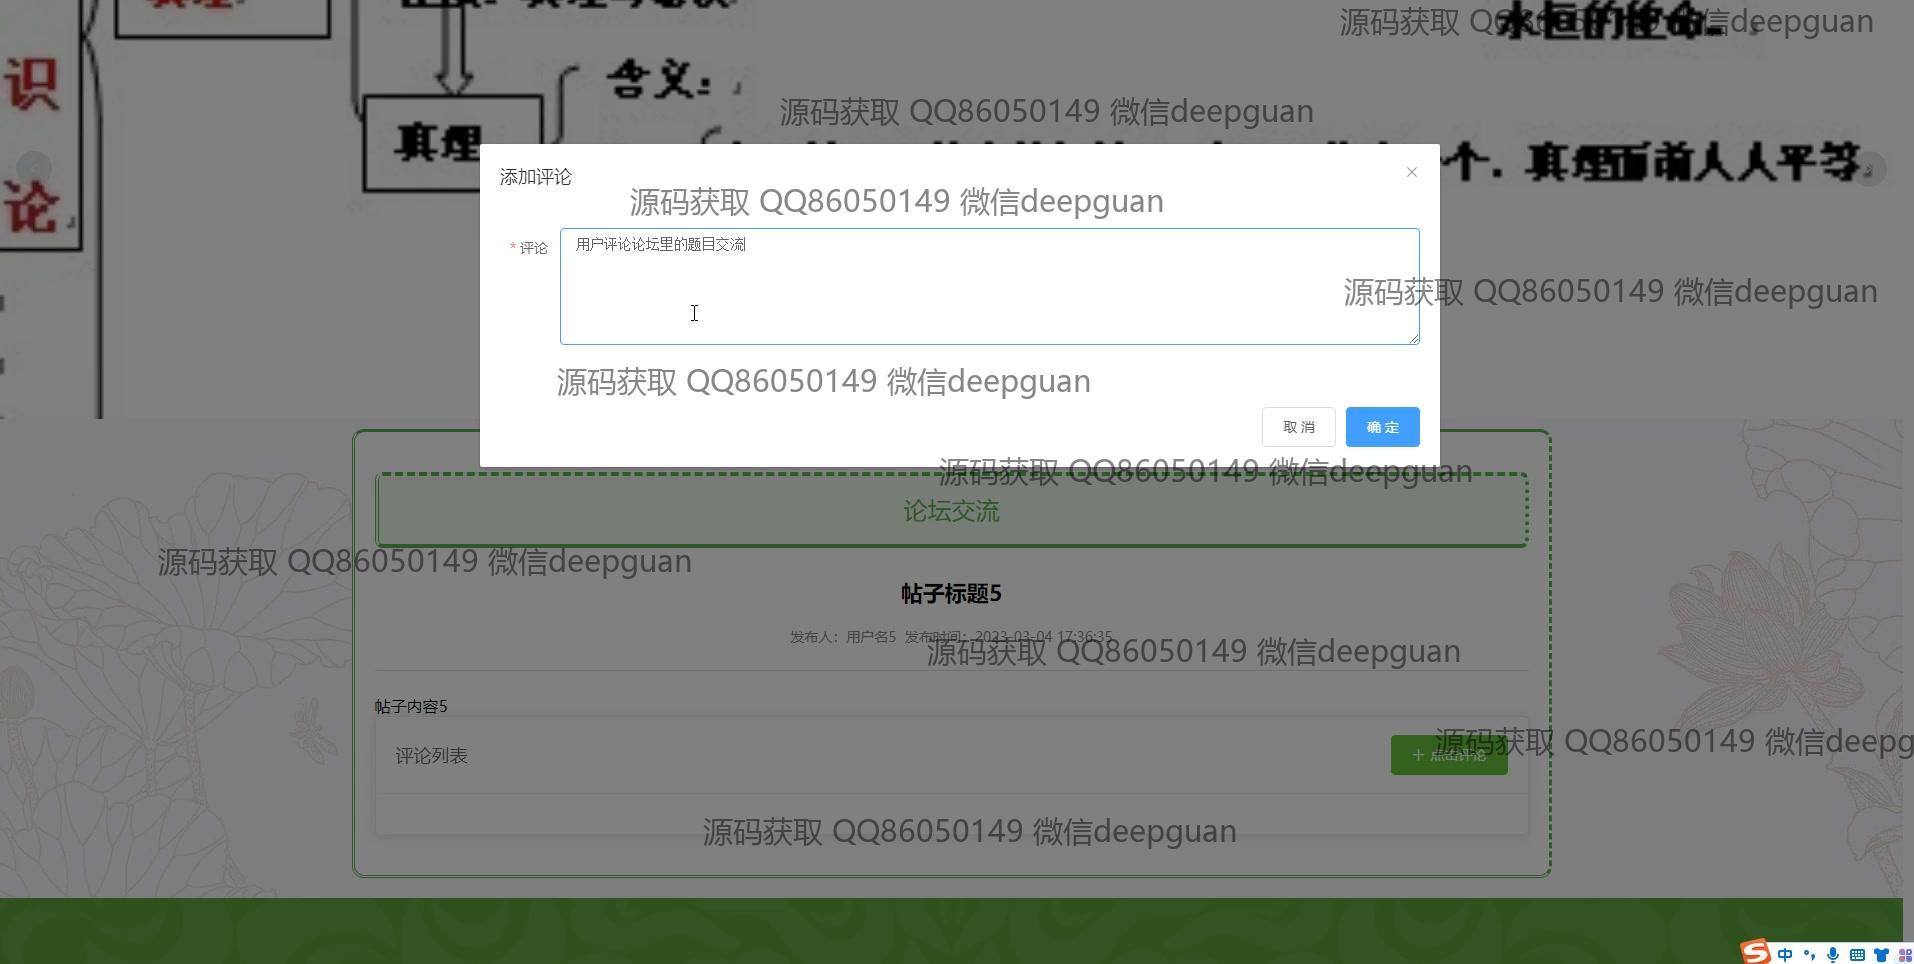 识
论
含义：
真理
个．真理面前人人平等。
源码获取 QQ86050149 微信deepguan
源码获取 QQ86050149 微信deepguan
添加评论
源码获取 QQ86050149 微信deepguan
* 评论
用户评论论坛里的题目交流
源码获取 QQ86050149 微信deepguan
源码获取 QQ86050149 微信deepguan
取 消
确 定
源码获取 QQ86050149 微信deepguan
论坛交流
源码获取 QQ86050149 微信deepguan
帖子标题5
发布人：用户名5 发布时间：2023-03-04 17:36:35
源码获取 QQ86050149 微信deepguan
帖子内容5
评论列表
+ 点击评论
源码获取 QQ86050149 微信deepg
源码获取 QQ86050149 微信deepguan
中